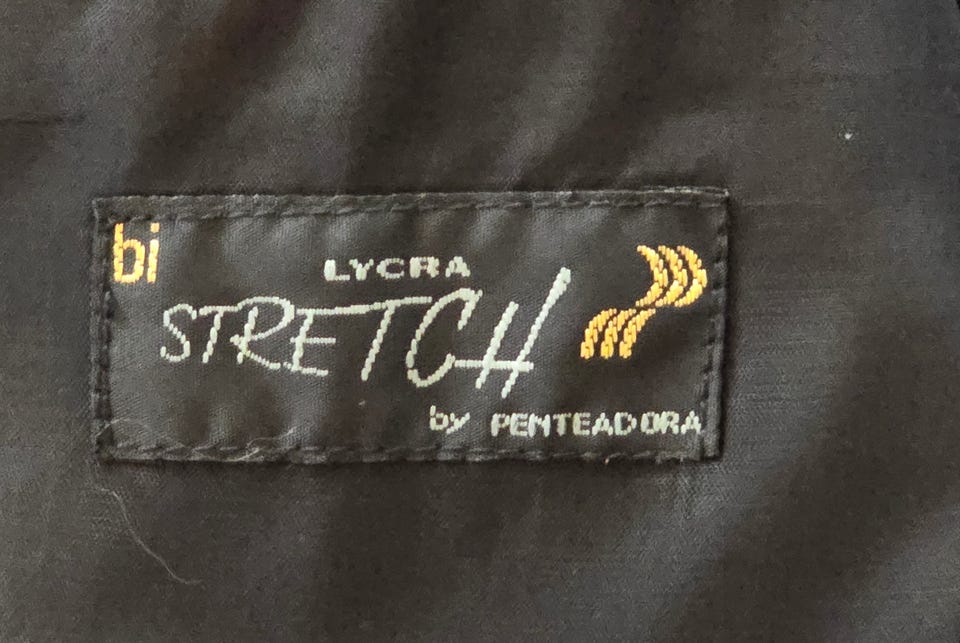 bi
LYCRA
STRETCH
by PENTEADORA